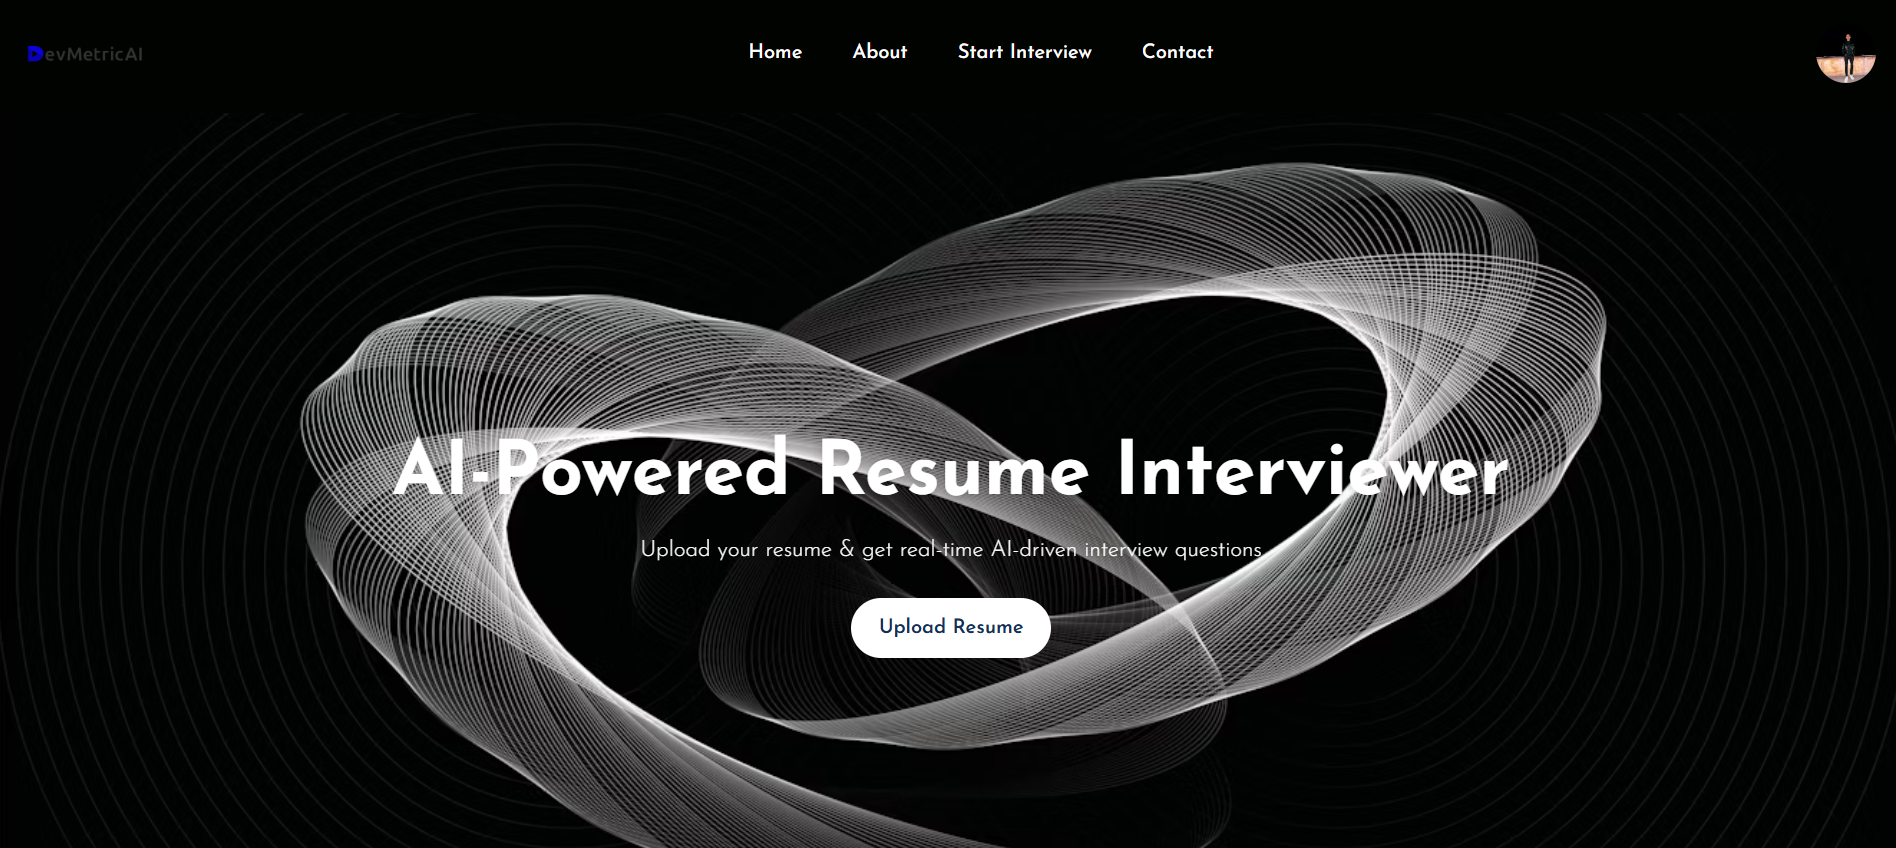 DevMetricAI
Home
About
Start Interview
Contact
AI-Powered Resume Interviewer
Upload your resume & get real-time AI-driven interview questions.
Upload Resume